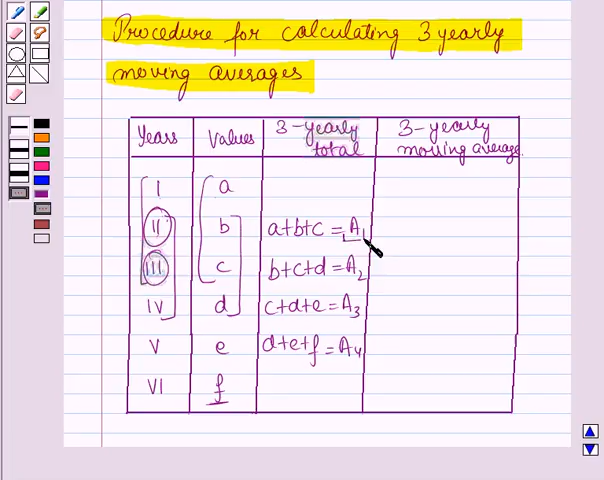 Procedure for calculating 3 yearly
moving averages
Years Values 3-yearly total 3-yearly moving average
I a
II b a+b+c = A1
III c b+c+d = A2
IV d c+d+e = A3
V e d+e+f = A4
VI f